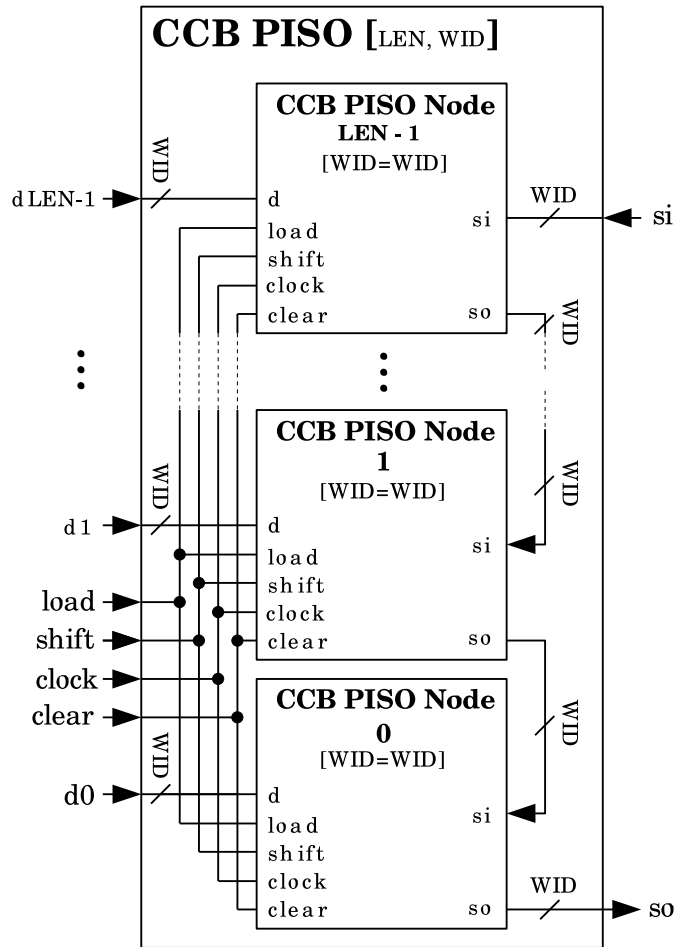 CCB PISO [LEN, WID]
CCB PISO Node
LEN - 1
[WID=WID]
WID
dLEN-1
d
load
shift
clock
clear
si
so
WID
si
WID
...
...
CCB PISO Node
1
[WID=WID]
WID
d1
d
load
shift
clock
clear
si
so
WID
load
shift
clock
clear
CCB PISO Node
0
[WID=WID]
WID
d0
d
load
shift
clock
clear
si
so
WID
WID
so